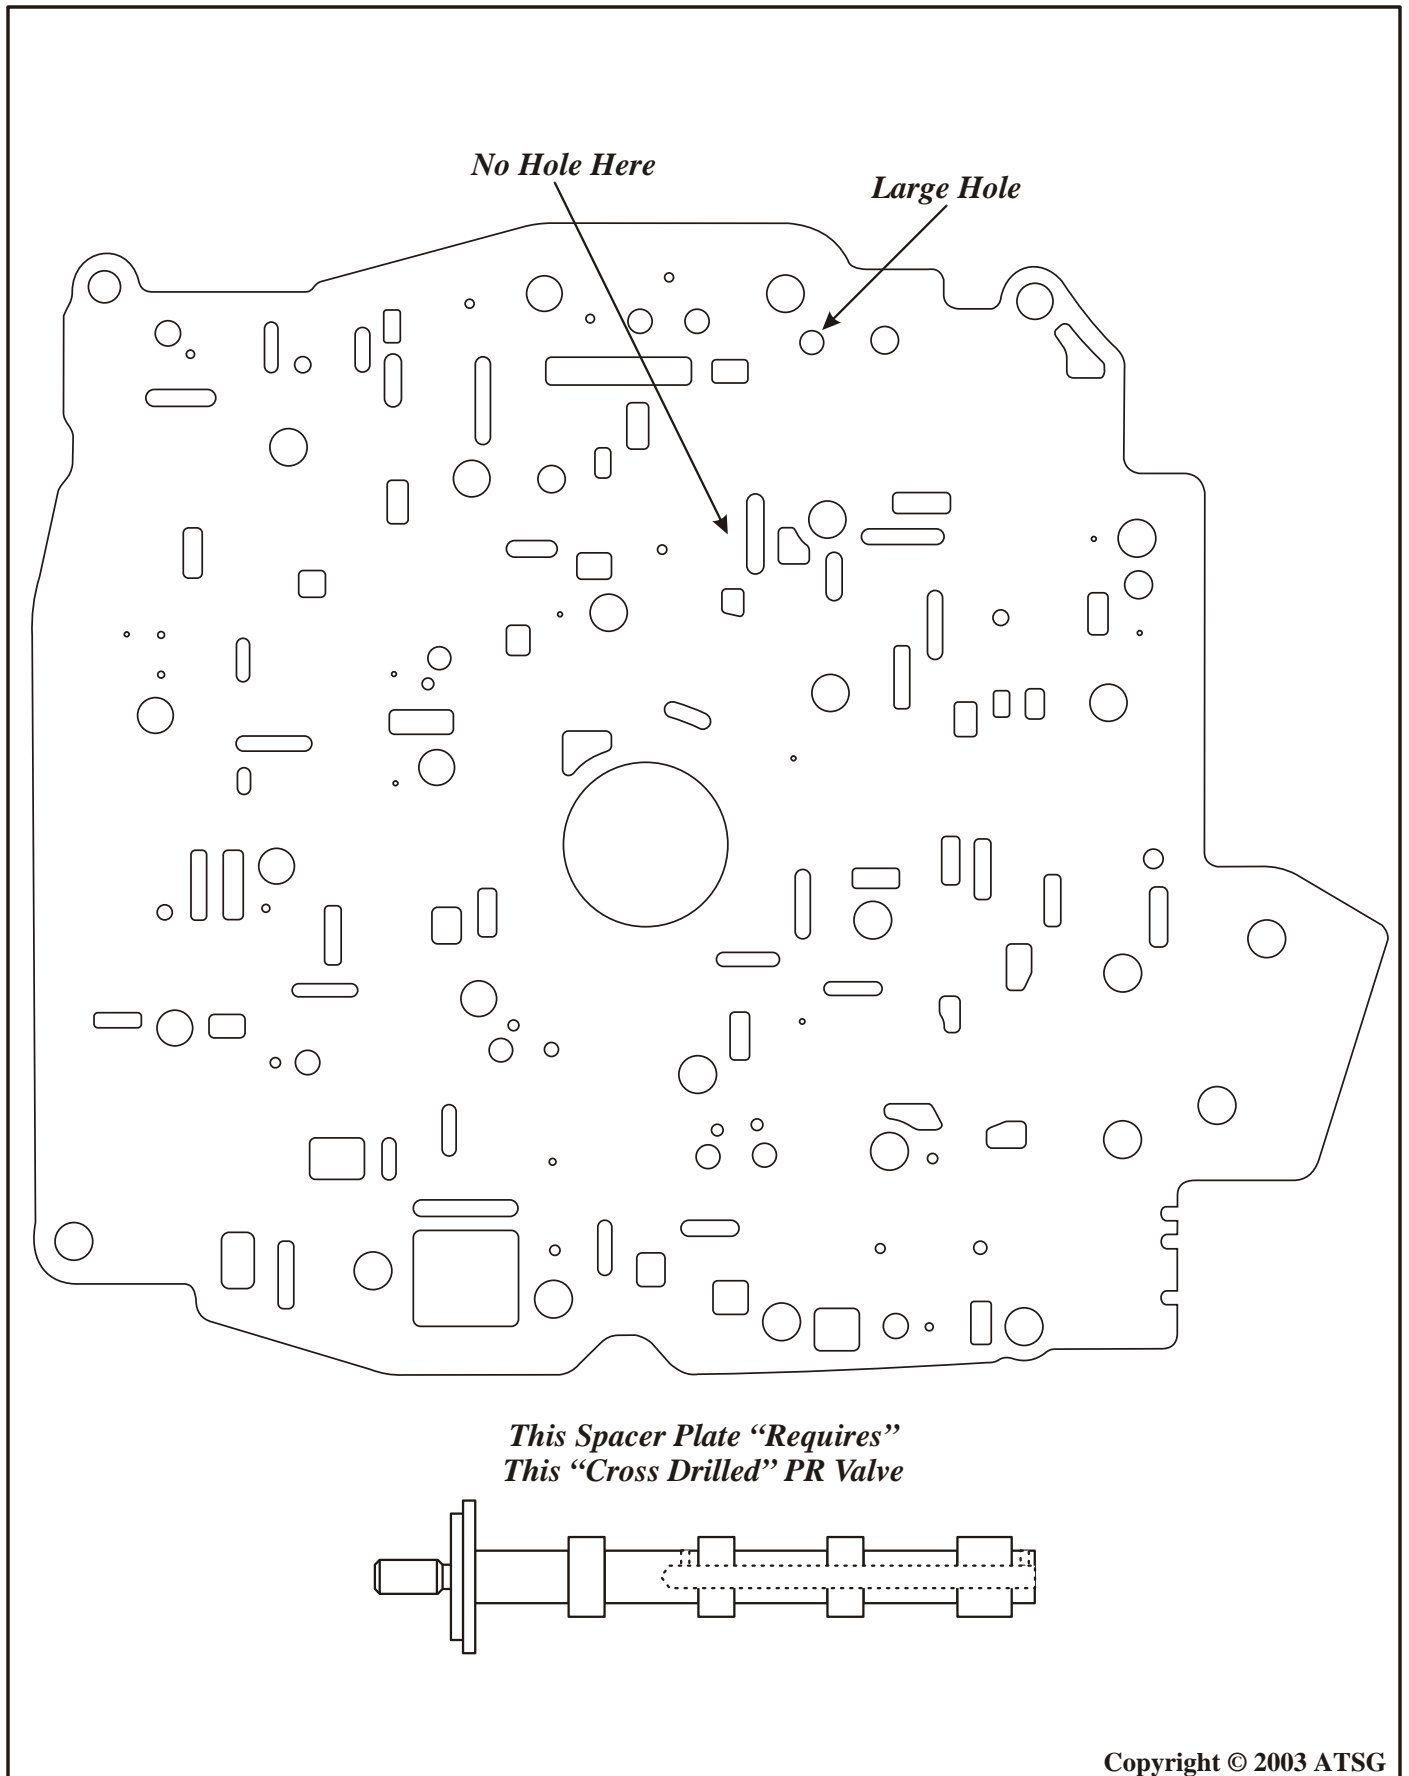 No Hole Here
Large Hole
This Spacer Plate “Requires”
This “Cross Drilled” PR Valve
Copyright © 2003 ATSG